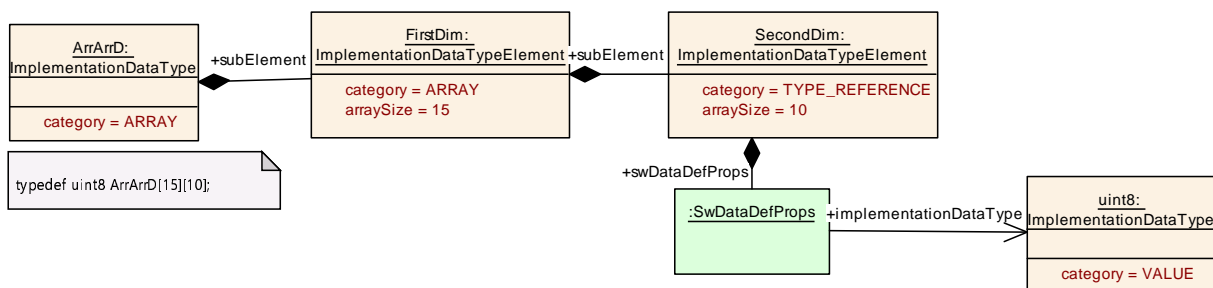 ArrArrD:
ImplementationDataType
category = ARRAY
+subElement
FirstDim:
ImplementationDataTypeElement
category = ARRAY
arraySize = 15
+subElement
SecondDim:
ImplementationDataTypeElement
category = TYPE_REFERENCE
arraySize = 10
typedef uint8 ArrArrD[15][10];
+swDataDefProps
:SwDataDefProps
+implementationDataType
uint8:
ImplementationDataType
category = VALUE